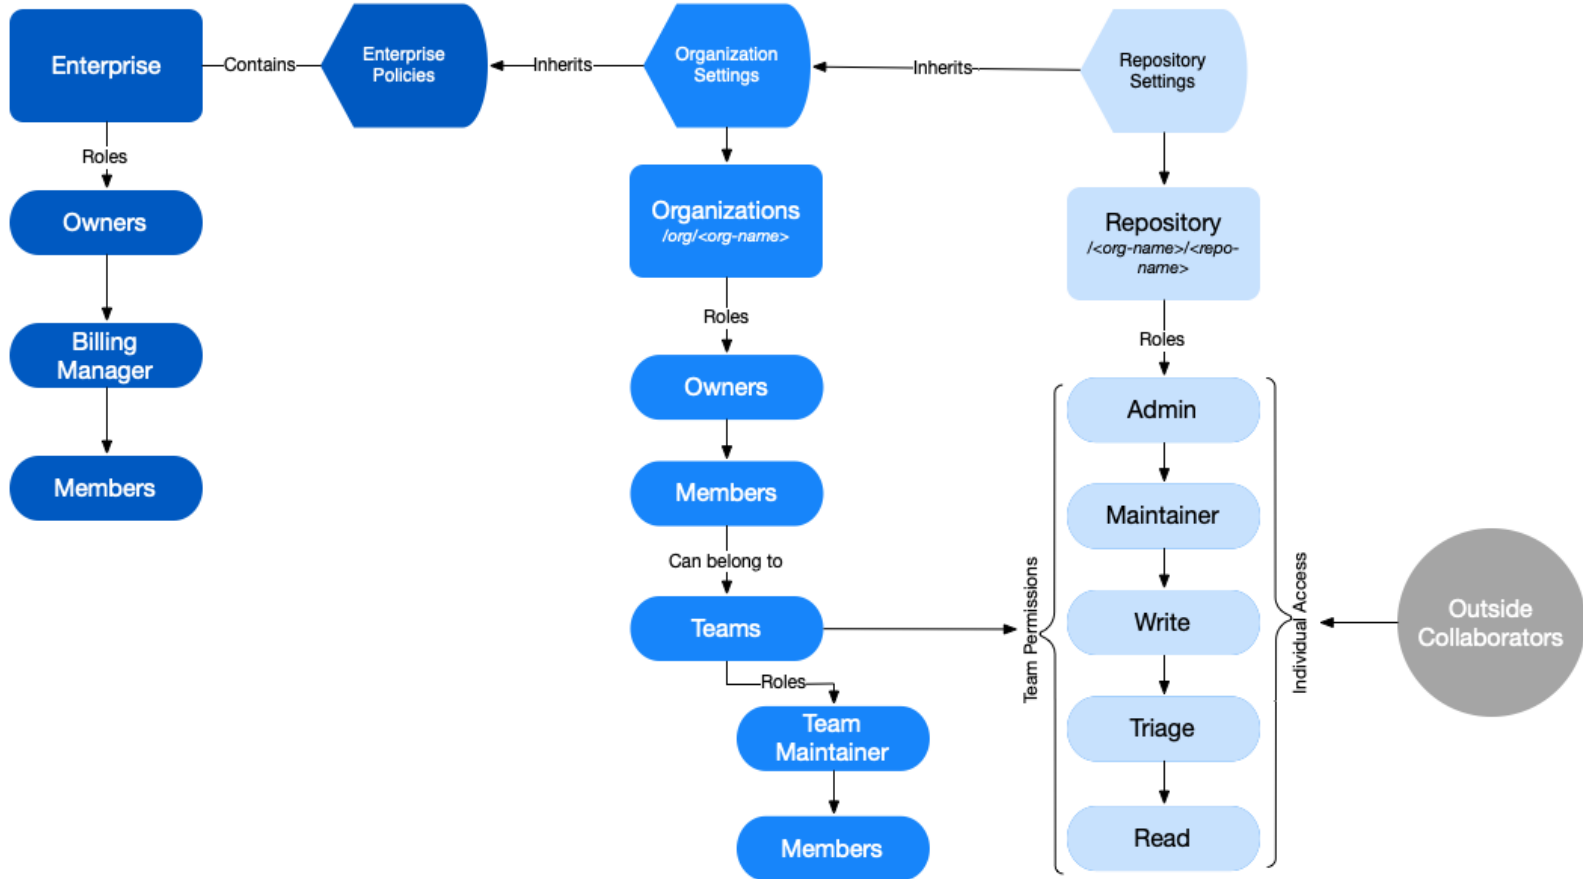 Enterprise
Contains
Enterprise
Policies
Inherits
Organization
Settings
Inherits
Repository
Settings
Roles
Owners
Billing
Manager
Members
Organizations
/org/<org-name>
Roles
Owners
Members
Can belong to
Teams
Roles
Team
Maintainer
Members
Repository
/<org-name>/<repo-
name>
Roles
Team Permissions
Admin
Maintainer
Write
Triage
Read
Individual Access
Outside
Collaborators